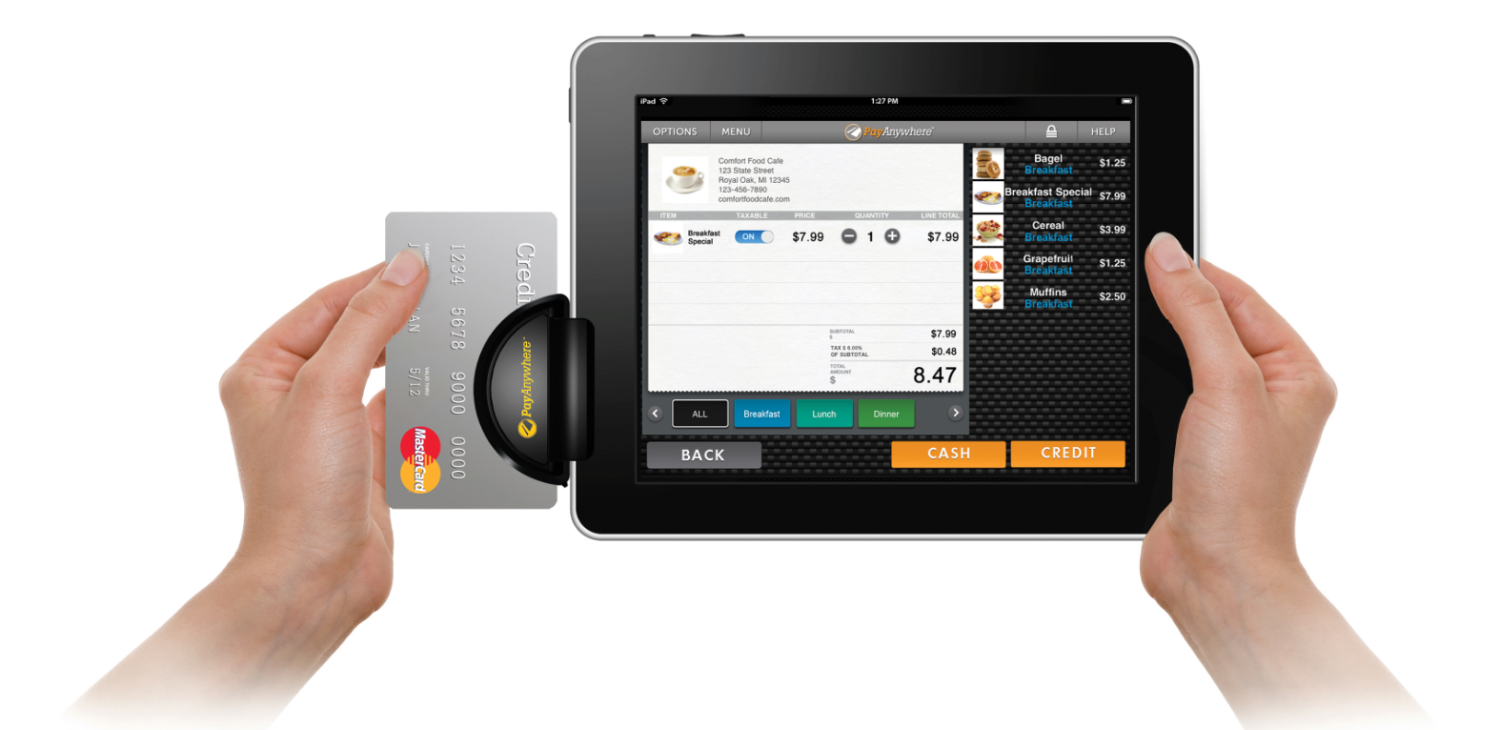 iPad 1:27 PM
OPTIONS MENU PayAnywhere HELP
Comfort Food Cafe
123 State Street
Royal Oak, MI 12345
123-456-7890
comfortfoodcafe.com
ITEM TAXABLE PRICE QUANTITY LINE TOTAL
Breakfast
Special
ON $7.99 1 $7.99
SUBTOTAL
$ $7.99
TAX $ 6.00%
OF SUBTOTAL $0.48
TOTAL
AMOUNT
$ 8.47
ALL Breakfast Lunch Dinner
BACK CASH CREDIT
Bagel $1.25
Breakfast
Breakfast Special $7.99
Breakfast
Cereal $3.99
Breakfast
Grapefruit $1.25
Breakfast
Muffins $2.50
Breakfast
Credi
1234 5678 9000 0000
VALID THRU
5/12
MasterCard
PayAnywhere